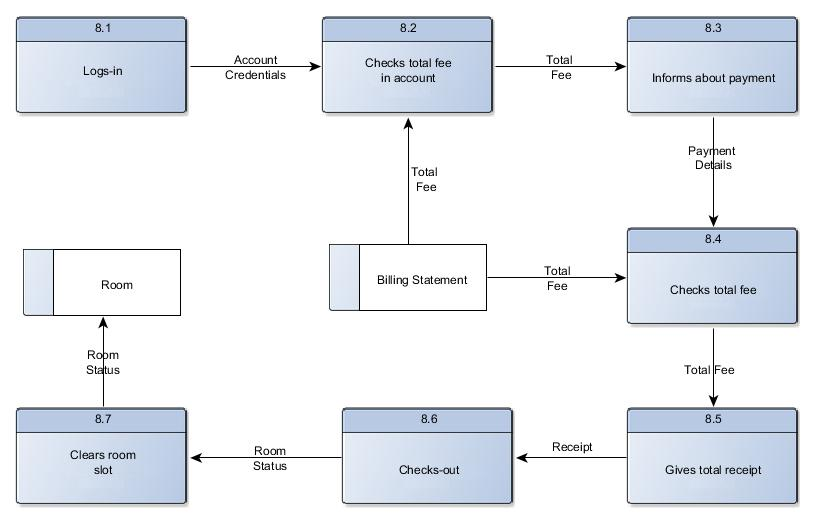 8.1
Logs-in
Account
Credentials
8.2
Checks total fee
in account
Total
Fee
8.3
Informs about payment
Payment
Details
Total
Fee
Billing Statement
Total
Fee
8.4
Checks total fee
Total Fee
8.5
Gives total receipt
Receipt
8.6
Checks-out
Room
Status
8.7
Clears room
slot
Room
Status
Room